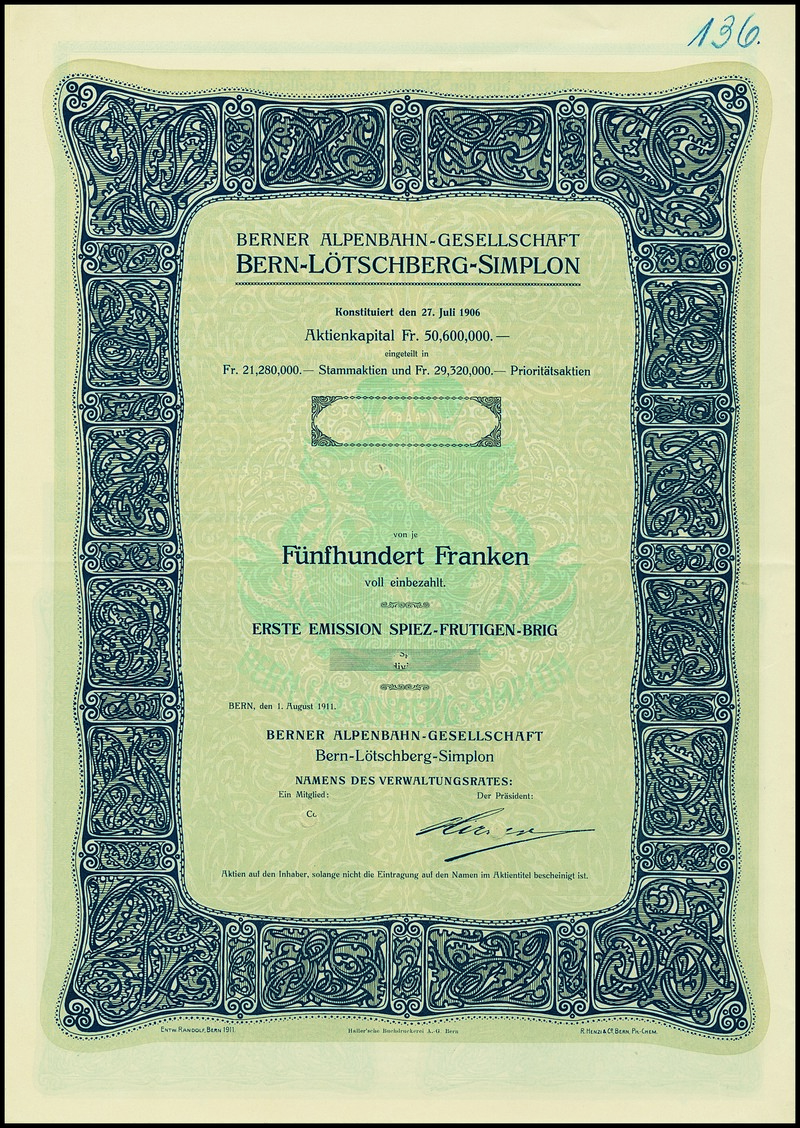 136.
BERNER ALPENBAHN-GESELLSCHAFT
BERN-LÖTSCHBERG-SIMPLON
Konstituiert den 27. Juli 1906
Aktienkapital Fr. 50,600,000.—
eingeteilt in
Fr. 21,280,000.— Stammaktien und Fr. 29,320,000.— Prioritätsaktien
von je
Fünfhundert Franken
voll einbezahlt.
ERSTE EMISSION SPIEZ-FRUTIGEN-BRIG
BERN-LÖTSCHBERG-SIMPLON
BERN, den 1. August 1911.
BERNER ALPENBAHN-GESELLSCHAFT
Bern-Lötschberg-Simplon
NAMENS DES VERWALTUNGSRATES:
Ein Mitglied: Der Präsident:
Aktien auf den Inhaber, solange nicht die Eintragung auf den Namen im Aktientitel bescheinigt ist.
ENTW. RANDOLF, BERN 1911. Haller'sche Buchdruckerei A.-G. Bern R. HENZI & Co, BERN, PH.-CHEM.